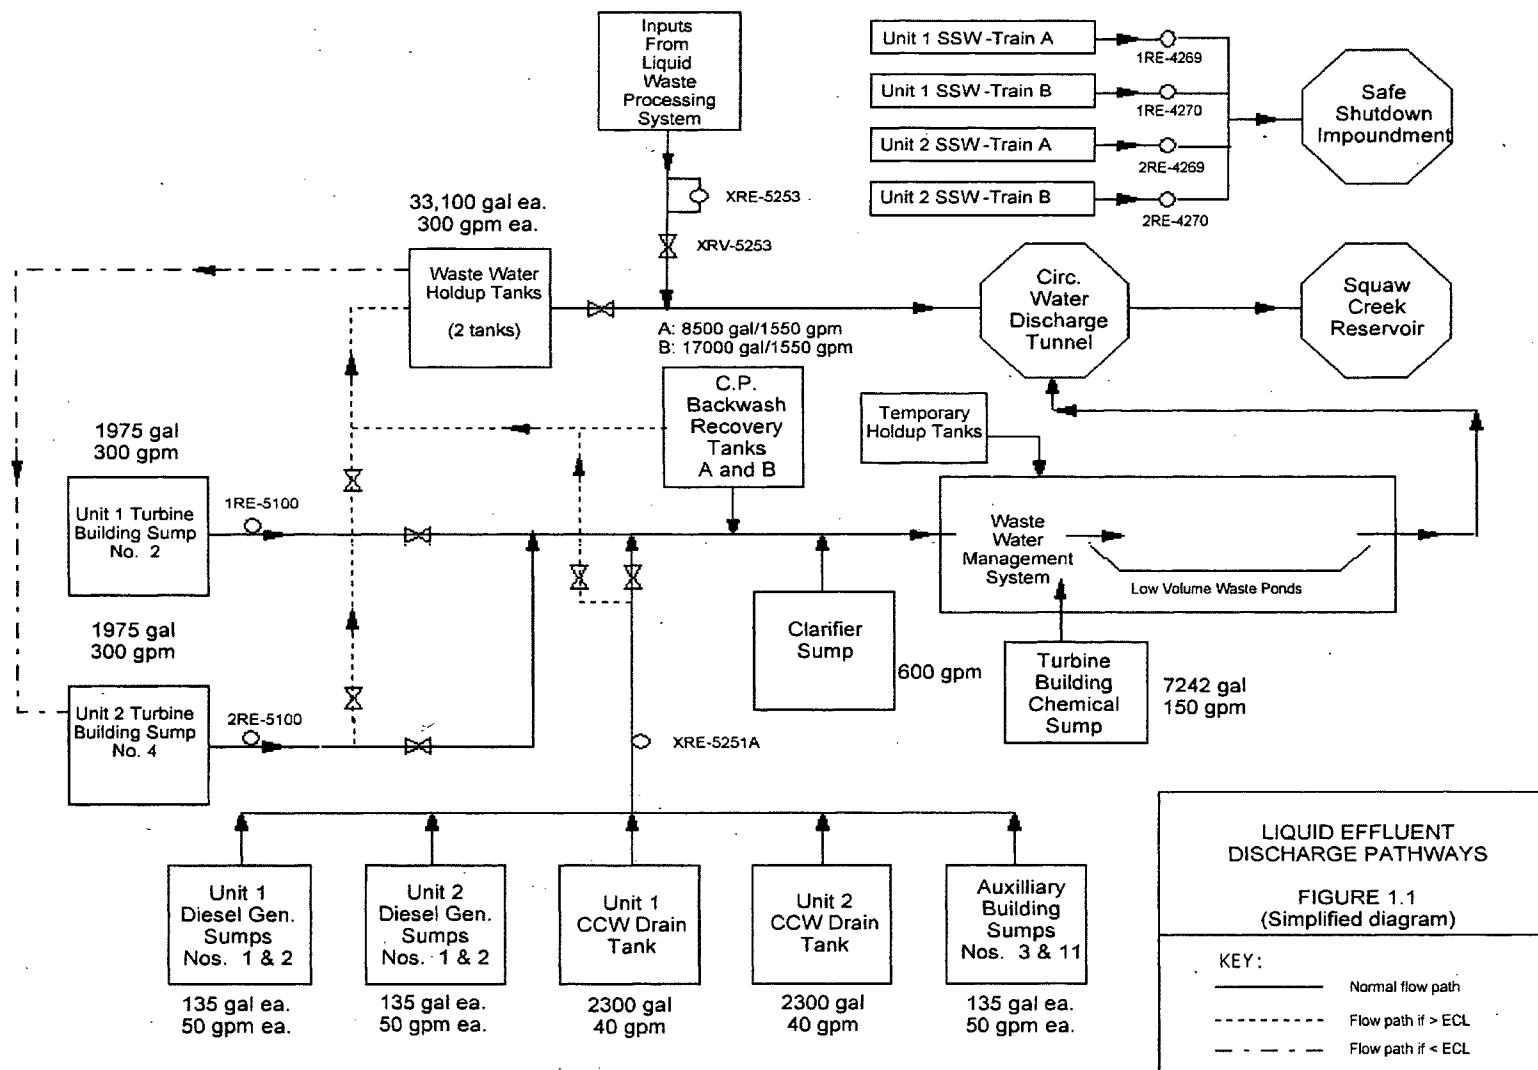 Inputs
From
Liquid
Waste
Processing
System
Unit 1 SSW -Train A
1RE-4269
Unit 1 SSW -Train B
1RE-4270
Unit 2 SSW -Train A
2RE-4269
Unit 2 SSW -Train B
2RE-4270
Safe
Shutdown
Impoundment
XRE-5253
XRV-5253
33,100 gal ea.
300 gpm ea.
Waste Water
Holdup Tanks
(2 tanks)
Circ.
Water
Discharge
Tunnel
Squaw
Creek
Reservoir
A: 8500 gal/1550 gpm
B: 17000 gal/1550 gpm
C.P.
Backwash
Recovery
Tanks
A and B
Temporary
Holdup Tanks
1975 gal
300 gpm
Unit 1 Turbine
Building Sump
No. 2
1RE-5100
Waste
Water
Management
System
Low Volume Waste Ponds
1975 gal
300 gpm
Unit 2 Turbine
Building Sump
No. 4
2RE-5100
Clarifier
Sump
600 gpm
Turbine
Building
Chemical
Sump
7242 gal
150 gpm
XRE-5251A
Unit 1
Diesel Gen.
Sumps
Nos. 1 & 2
135 gal ea.
50 gpm ea.
Unit 2
Diesel Gen.
Sumps
Nos. 1 & 2
135 gal ea.
50 gpm ea.
Unit 1
CCW Drain
Tank
2300 gal
40 gpm
Unit 2
CCW Drain
Tank
2300 gal
40 gpm
Auxilliary
Building
Sumps
Nos. 3 & 11
135 gal ea.
50 gpm ea.
LIQUID EFFLUENT
DISCHARGE PATHWAYS
FIGURE 1.1
(Simplified diagram)
KEY:
Normal flow path
Flow path if > ECL
Flow path if < ECL